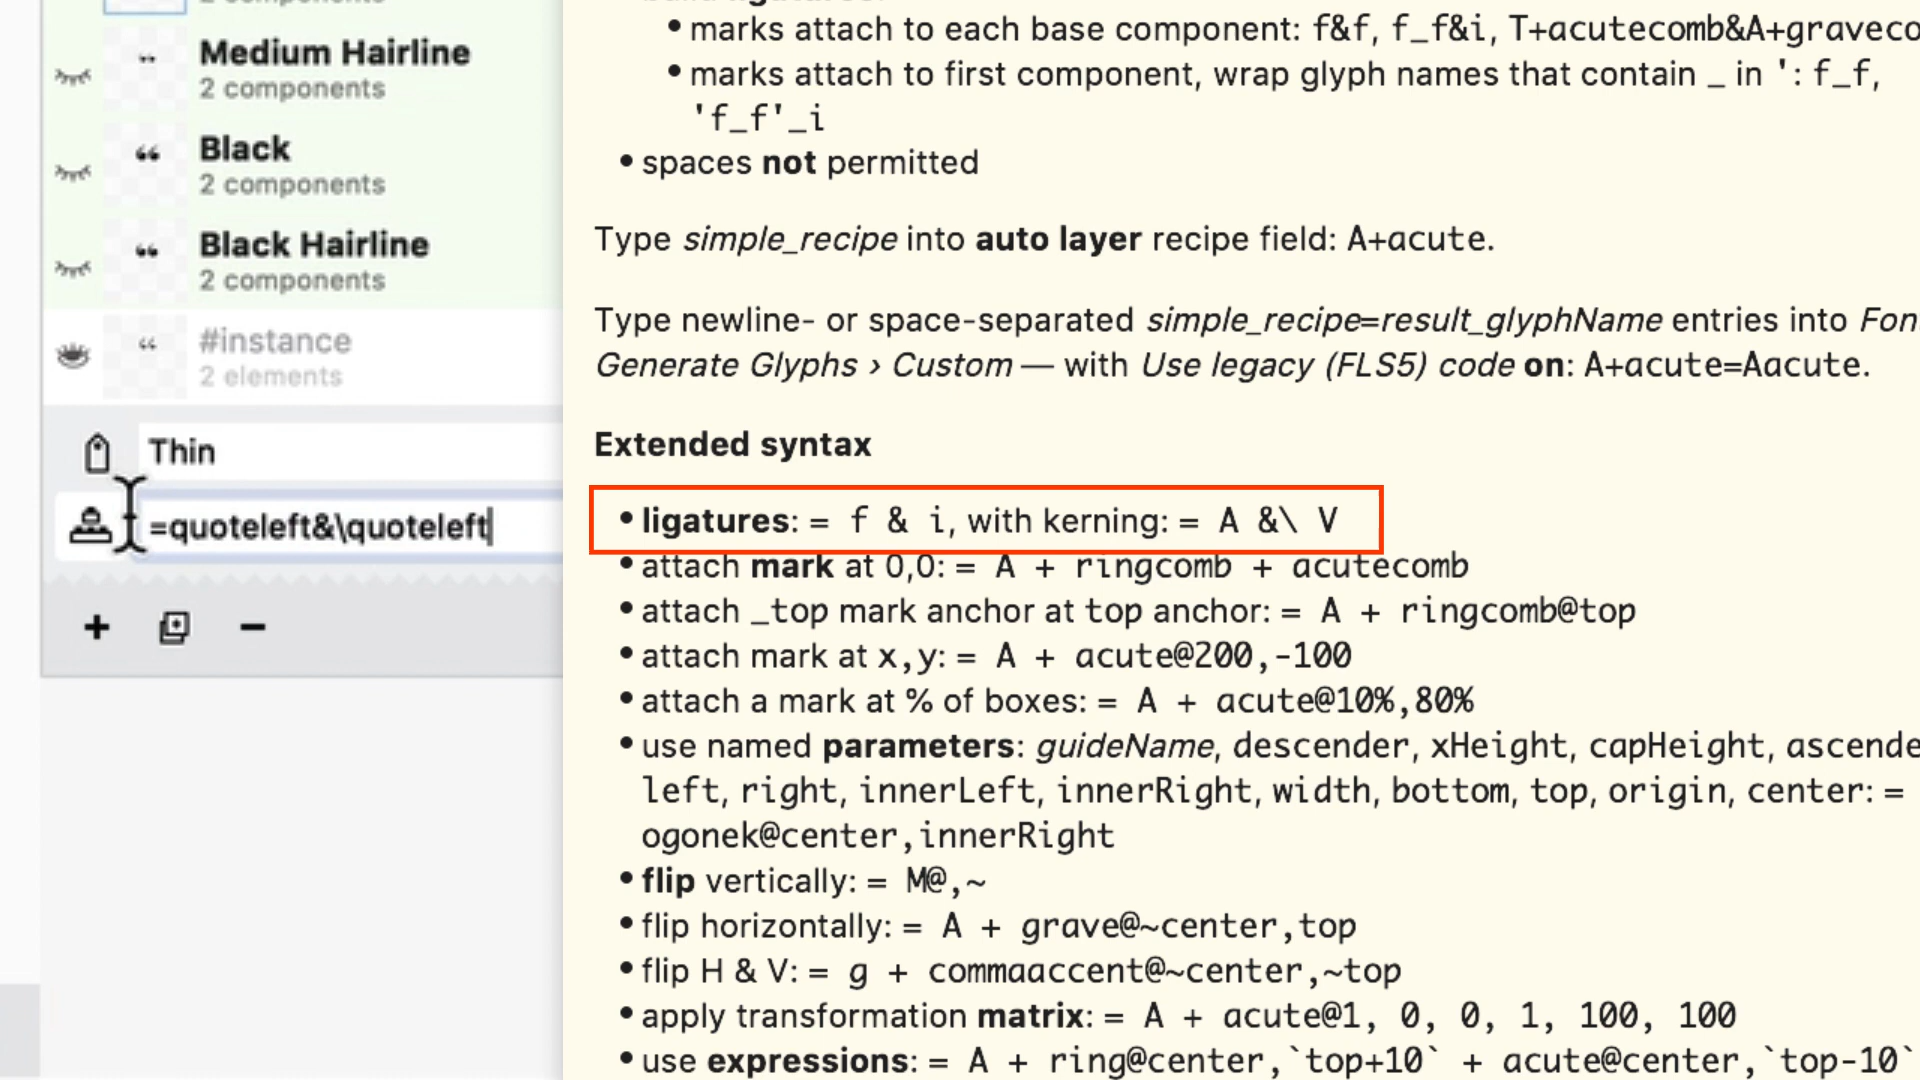 Medium Hairline
2 components
Black
2 components
Black Hairline
2 components
#instance
2 elements
Thin
=quoteleft&\quoteleft
• marks attach to each base component: f&f, f_f&i, T+acutecomb&A+graveco
• marks attach to first component, wrap glyph names that contain _ in ': f_f,
'f_f'_i
• spaces not permitted
Type simple_recipe into auto layer recipe field: A+acute.
Type newline- or space-separated simple_recipe=result_glyphName entries into Fon
Generate Glyphs › Custom — with Use legacy (FLS5) code on: A+acute=Aacute.
Extended syntax
• ligatures: = f & i, with kerning: = A &\ V
• attach mark at 0,0: = A + ringcomb + acutecomb
• attach _top mark anchor at top anchor: = A + ringcomb@top
• attach mark at x,y: = A + acute@200,-100
• attach a mark at % of boxes: = A + acute@10%,80%
• use named parameters: guideName, descender, xHeight, capHeight, ascende
left, right, innerLeft, innerRight, width, bottom, top, origin, center: =
ogonek@center,innerRight
• flip vertically: = M@,~
• flip horizontally: = A + grave@~center,top
• flip H & V: = g + commaaccent@~center,~top
• apply transformation matrix: = A + acute@1, 0, 0, 1, 100, 100
• use expressions: = A + ring@center,`top+10` + acute@center,`top-10`